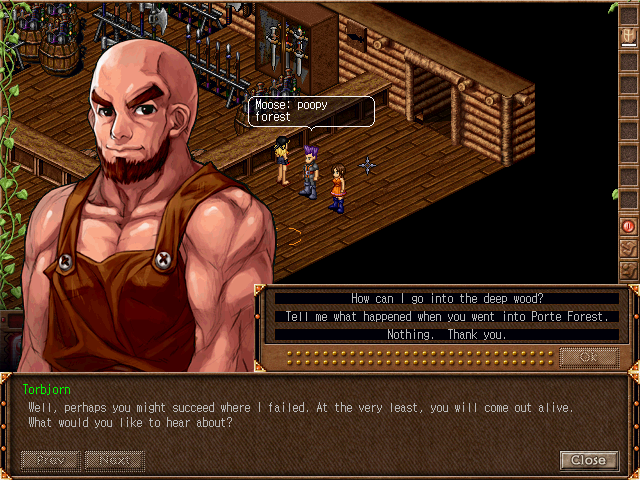 Moose: poopy
forest
How can I go into the deep wood?
Tell me what happened when you went into Porte Forest.
Nothing. Thank you.
Ok
Torbjorn
Well, perhaps you might succeed where I failed. At the very least, you will come out alive.
What would you like to hear about?
Prev
Next
Close